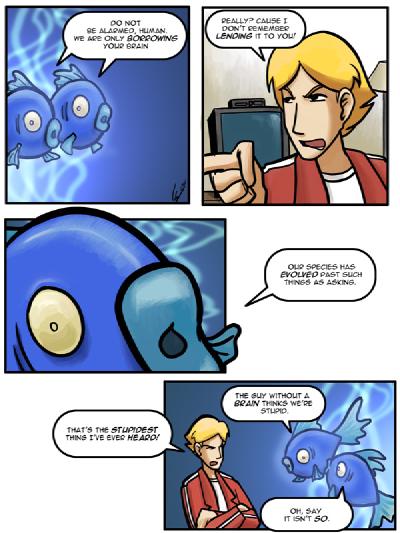 DO NOT
BE ALARMED, HUMAN.
WE ARE ONLY BORROWING
YOUR BRAIN
REALLY? CAUSE I
DON'T REMEMBER
LENDING IT TO YOU!
OUR SPECIES HAS
EVOLVED PAST SUCH
THINGS AS ASKING.
THAT'S THE STUPIDEST
THING I'VE EVER HEARD!
THE GUY WITHOUT A
BRAIN THINKS WE'RE
STUPID.
OH, SAY
IT ISN'T SO.